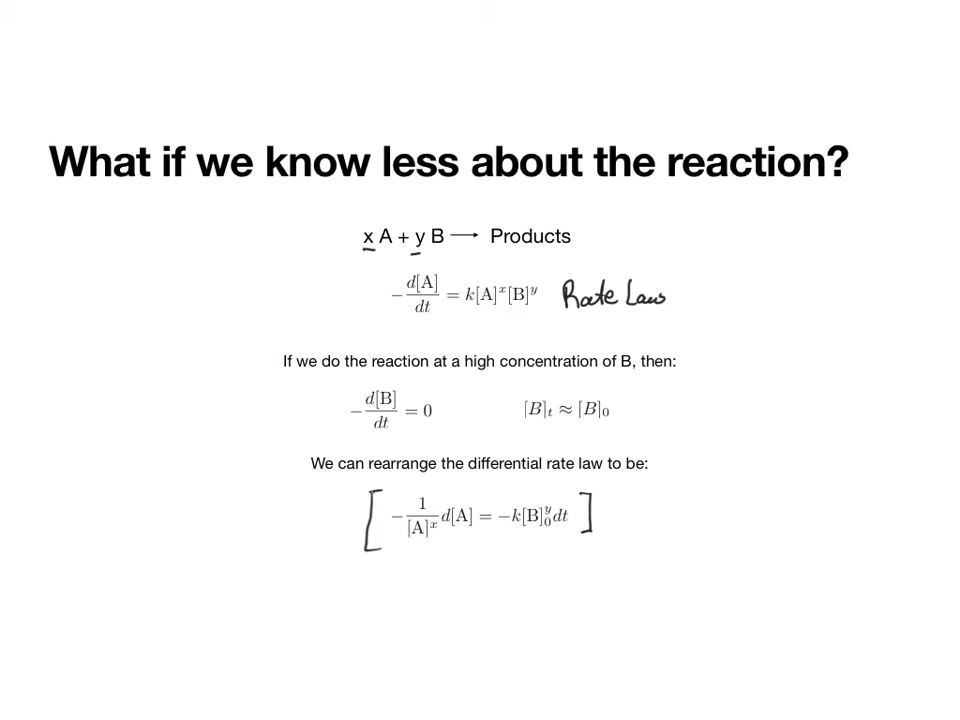 What if we know less about the reaction?
x A + y B ⟶ Products
−d[A]/dt = k[A]^x[B]^y Rate Law
If we do the reaction at a high concentration of B, then:
−d[B]/dt = 0 [B]_t ≈ [B]_0
We can rearrange the differential rate law to be:
[ −1/[A]^x d[A] = −k[B]_0^y dt ]